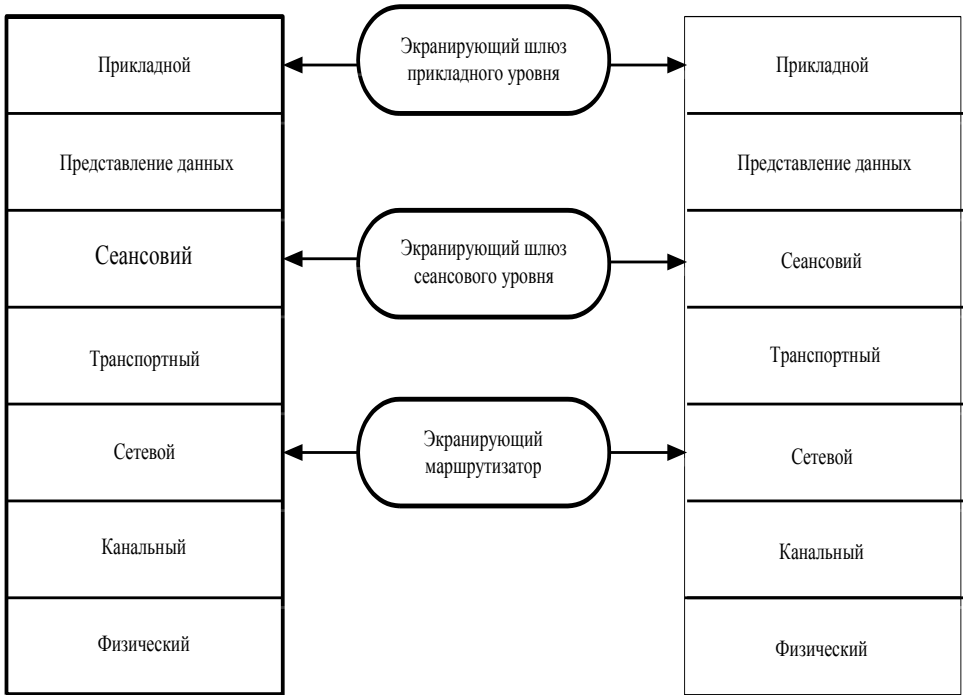 Прикладной
Представление данных
Сеансовий
Транспортный
Сетевой
Канальный
Физический
Экранирующий шлюз
прикладного уровня
Экранирующий шлюз
сеансового уровня
Экранирующий
маршрутизатор
Прикладной
Представление данных
Сеансовий
Транспортный
Сетевой
Канальный
Физический